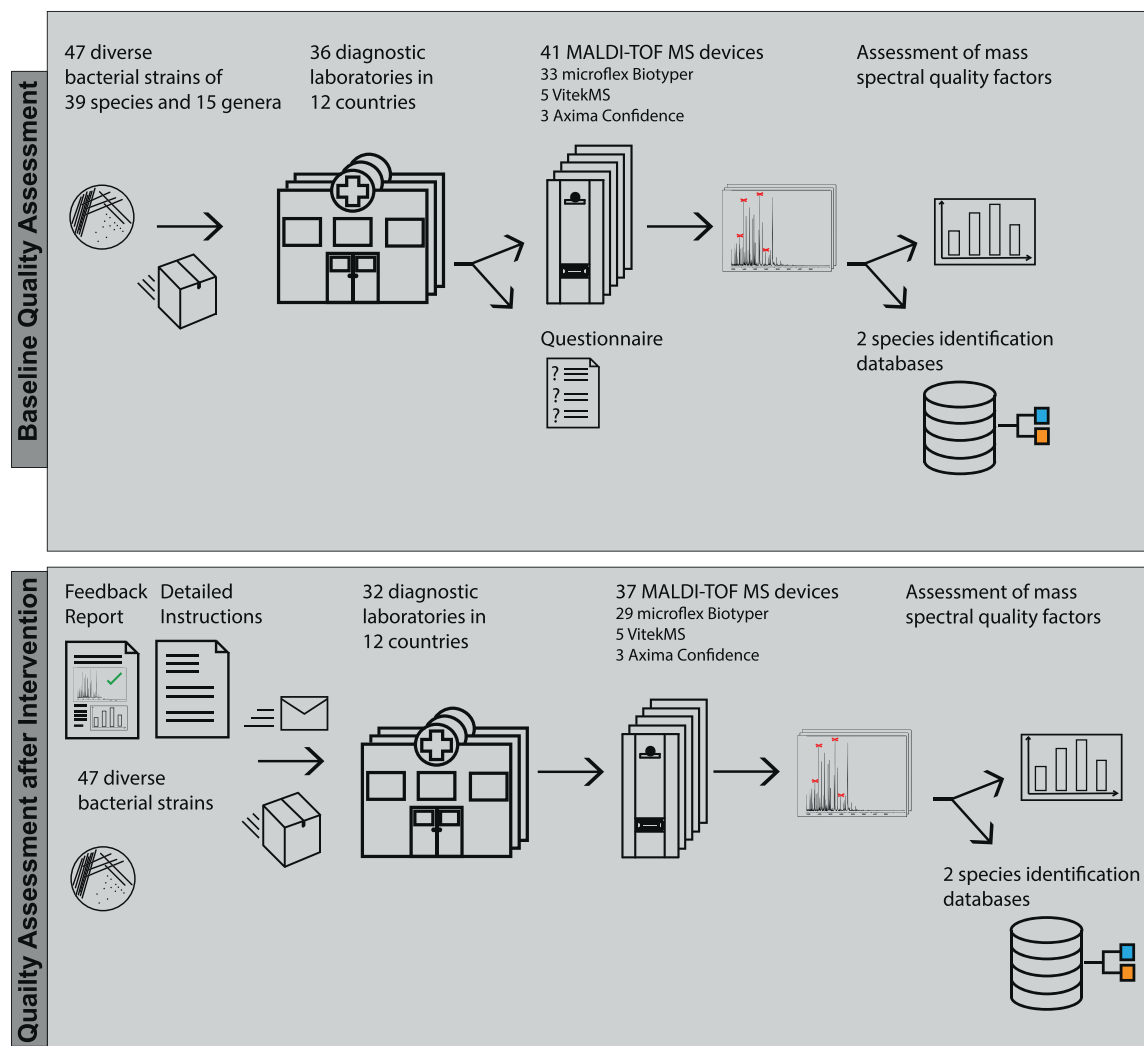 Baseline Quality Assessment
47 diverse
bacterial strains of
39 species and 15 genera
36 diagnostic
laboratories in
12 countries
41 MALDI-TOF MS devices
33 microflex Biotyper
5 VitekMS
3 Axima Confidence
Assessment of mass
spectral quality factors
Questionnaire
?
?
?
2 species identification
databases
Quailty Assessment after Intervention
Feedback
Report
Detailed
Instructions
47 diverse
bacterial strains
32 diagnostic
laboratories in
12 countries
37 MALDI-TOF MS devices
29 microflex Biotyper
5 VitekMS
3 Axima Confidence
Assessment of mass
spectral quality factors
2 species identification
databases